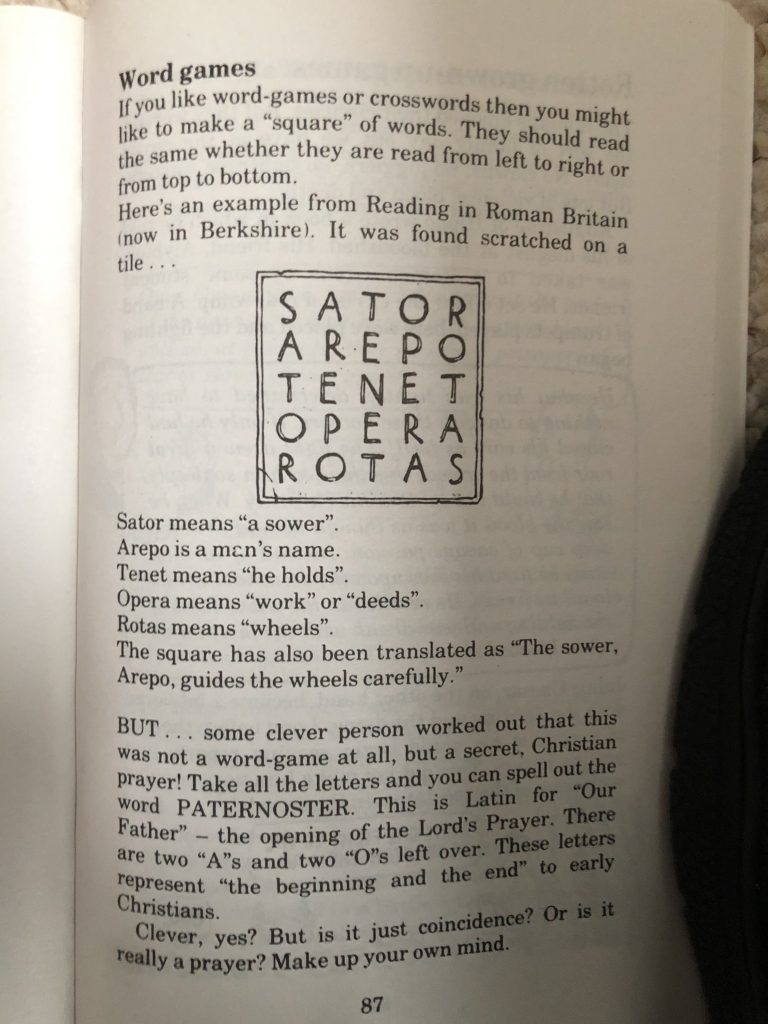 Word games
If you like word-games or crosswords then you might
like to make a “square” of words. They should read
the same whether they are read from left to right or
from top to bottom.
Here’s an example from Reading in Roman Britain
(now in Berkshire). It was found scratched on a
tile . . .
SATOR
AREPO
TENET
OPERA
ROTAS
Sator means “a sower”.
Arepo is a man’s name.
Tenet means “he holds”.
Opera means “work” or “deeds”.
Rotas means “wheels”.
The square has also been translated as “The sower,
Arepo, guides the wheels carefully.”
BUT . . . some clever person worked out that this
was not a word-game at all, but a secret, Christian
prayer! Take all the letters and you can spell out the
word PATERNOSTER. This is Latin for “Our
Father” – the opening of the Lord’s Prayer. There
are two “A”s and two “O”s left over. These letters
represent “the beginning and the end” to early
Christians.
Clever, yes? But is it just coincidence? Or is it
really a prayer? Make up your own mind.
87